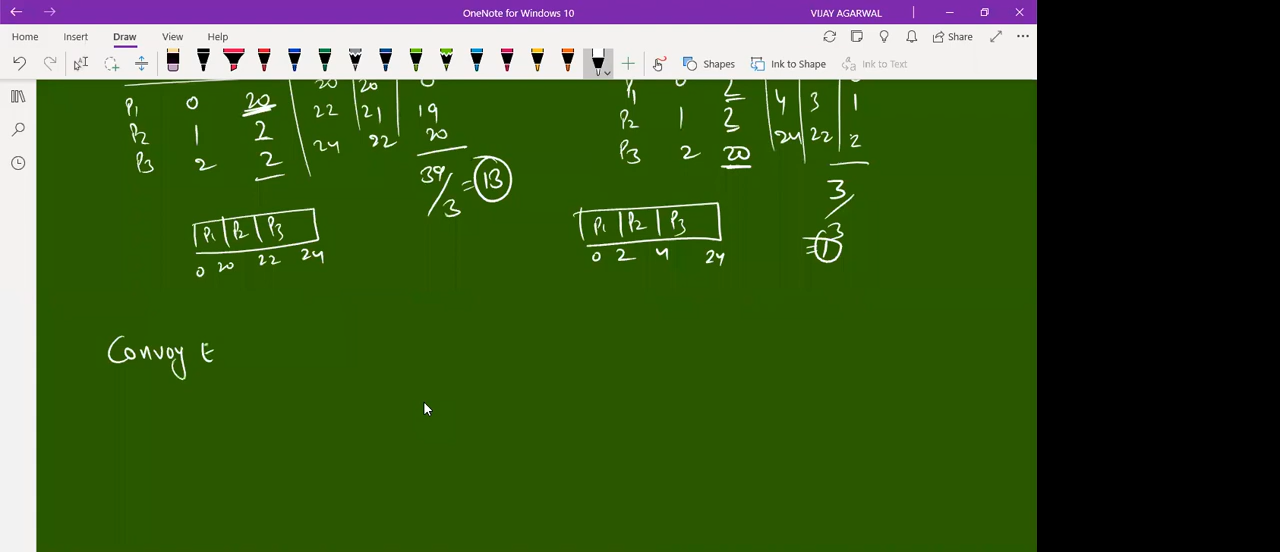 OneNote for Windows 10
VIJAY AGARWAL
Home Insert Draw View Help
Share
Shapes
Ink to Shape
Ink to Text
20 20 0
P1 0 20 22 21 19
P2 1 2 24 22 20
P3 2 2
39/3 = 13
P1 P2 P3
0 20 22 24
P1 0 2 4 3 1
P2 1 2 24 22 2
P3 2 20
3/3
= 1
P1 P2 P3
0 2 4 24
Convoy E